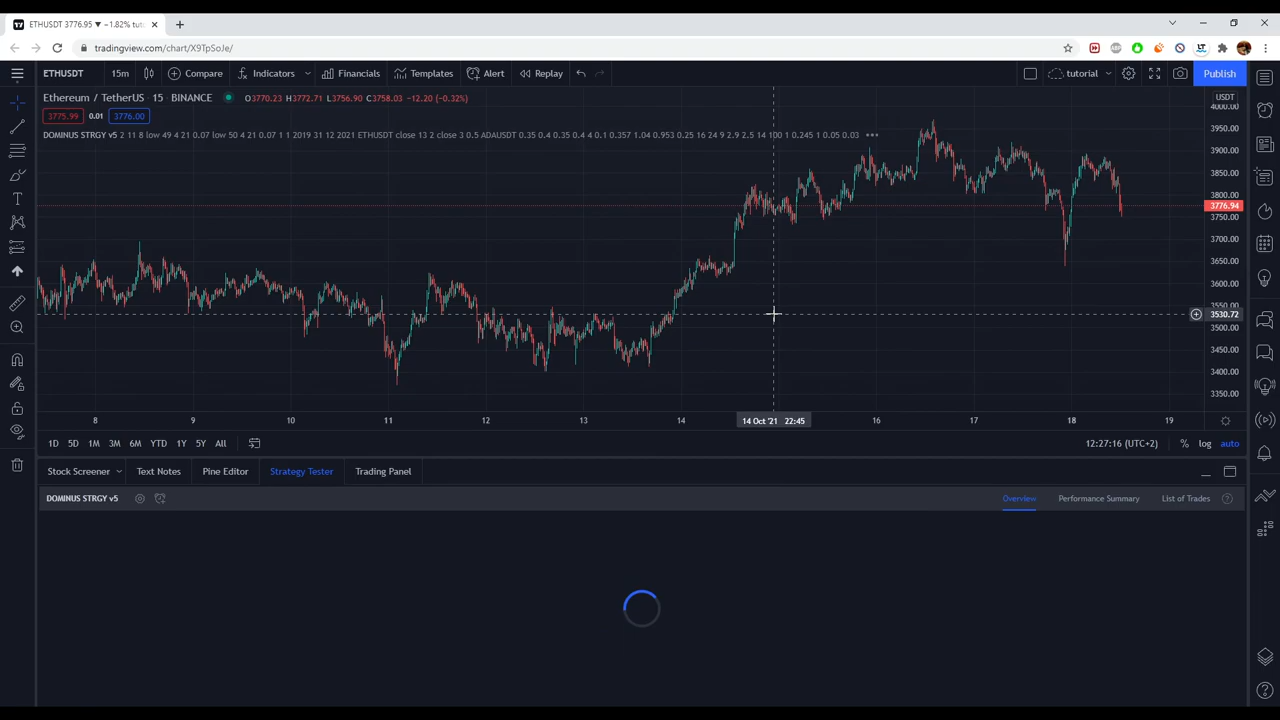 ETHUSDT 3776.95 ▼ −1.82% tuto
tradingview.com/chart/X9TpSoJe/
ETHUSDT 15m Compare Indicators Financials Templates Alert Replay tutorial Publish
Ethereum / TetherUS · 15 · BINANCE O3770.23 H3772.71 L3756.90 C3758.03 −12.20 (−0.32%)
3775.99 0.01 3776.00
DOMINUS STRGY v5 2 11 8 low 49 4 21 0.07 low 50 4 21 0.07 1 1 2019 31 12 2021 ETHUSDT close 13 2 close 3 0.5 ADAUSDT 0.35 0.4 0.35 0.4 4 0.1 0.357 1.04 0.953 0.25 16 24 9 2.9 2.5 14 100 1 0.245 1 0.05 0.03
USDT
4000.00
3950.00
3900.00
3850.00
3800.00
3776.94
3750.00
3700.00
3650.00
3600.00
3550.00
3530.72
3500.00
3450.00
3400.00
3350.00
8 9 10 11 12 13 14 14 Oct '21 22:45 16 17 18 19
1D 5D 1M 3M 6M YTD 1Y 5Y All 12:27:16 (UTC+2) % log auto
Stock Screener Text Notes Pine Editor Strategy Tester Trading Panel
DOMINUS STRGY v5 Overview Performance Summary List of Trades